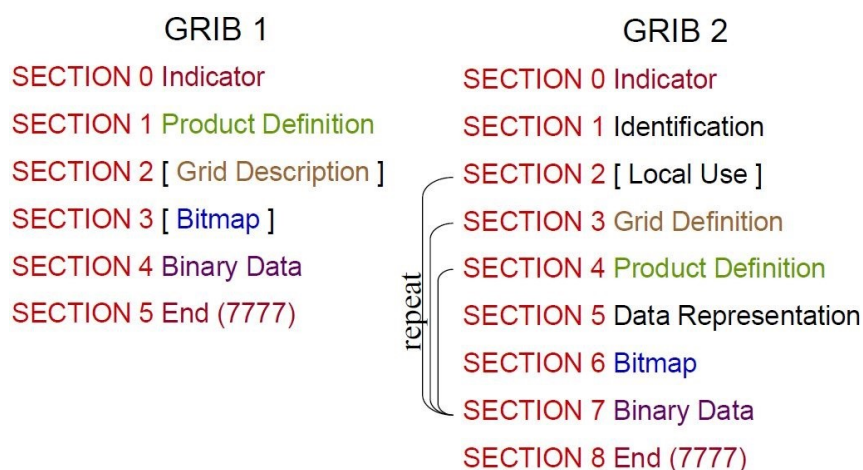 GRIB 1
SECTION 0 Indicator
SECTION 1 Product Definition
SECTION 2 [ Grid Description ]
SECTION 3 [ Bitmap ]
SECTION 4 Binary Data
SECTION 5 End (7777)
GRIB 2
SECTION 0 Indicator
SECTION 1 Identification
SECTION 2 [ Local Use ]
SECTION 3 Grid Definition
SECTION 4 Product Definition
SECTION 5 Data Representation
SECTION 6 Bitmap
SECTION 7 Binary Data
SECTION 8 End (7777)
repeat